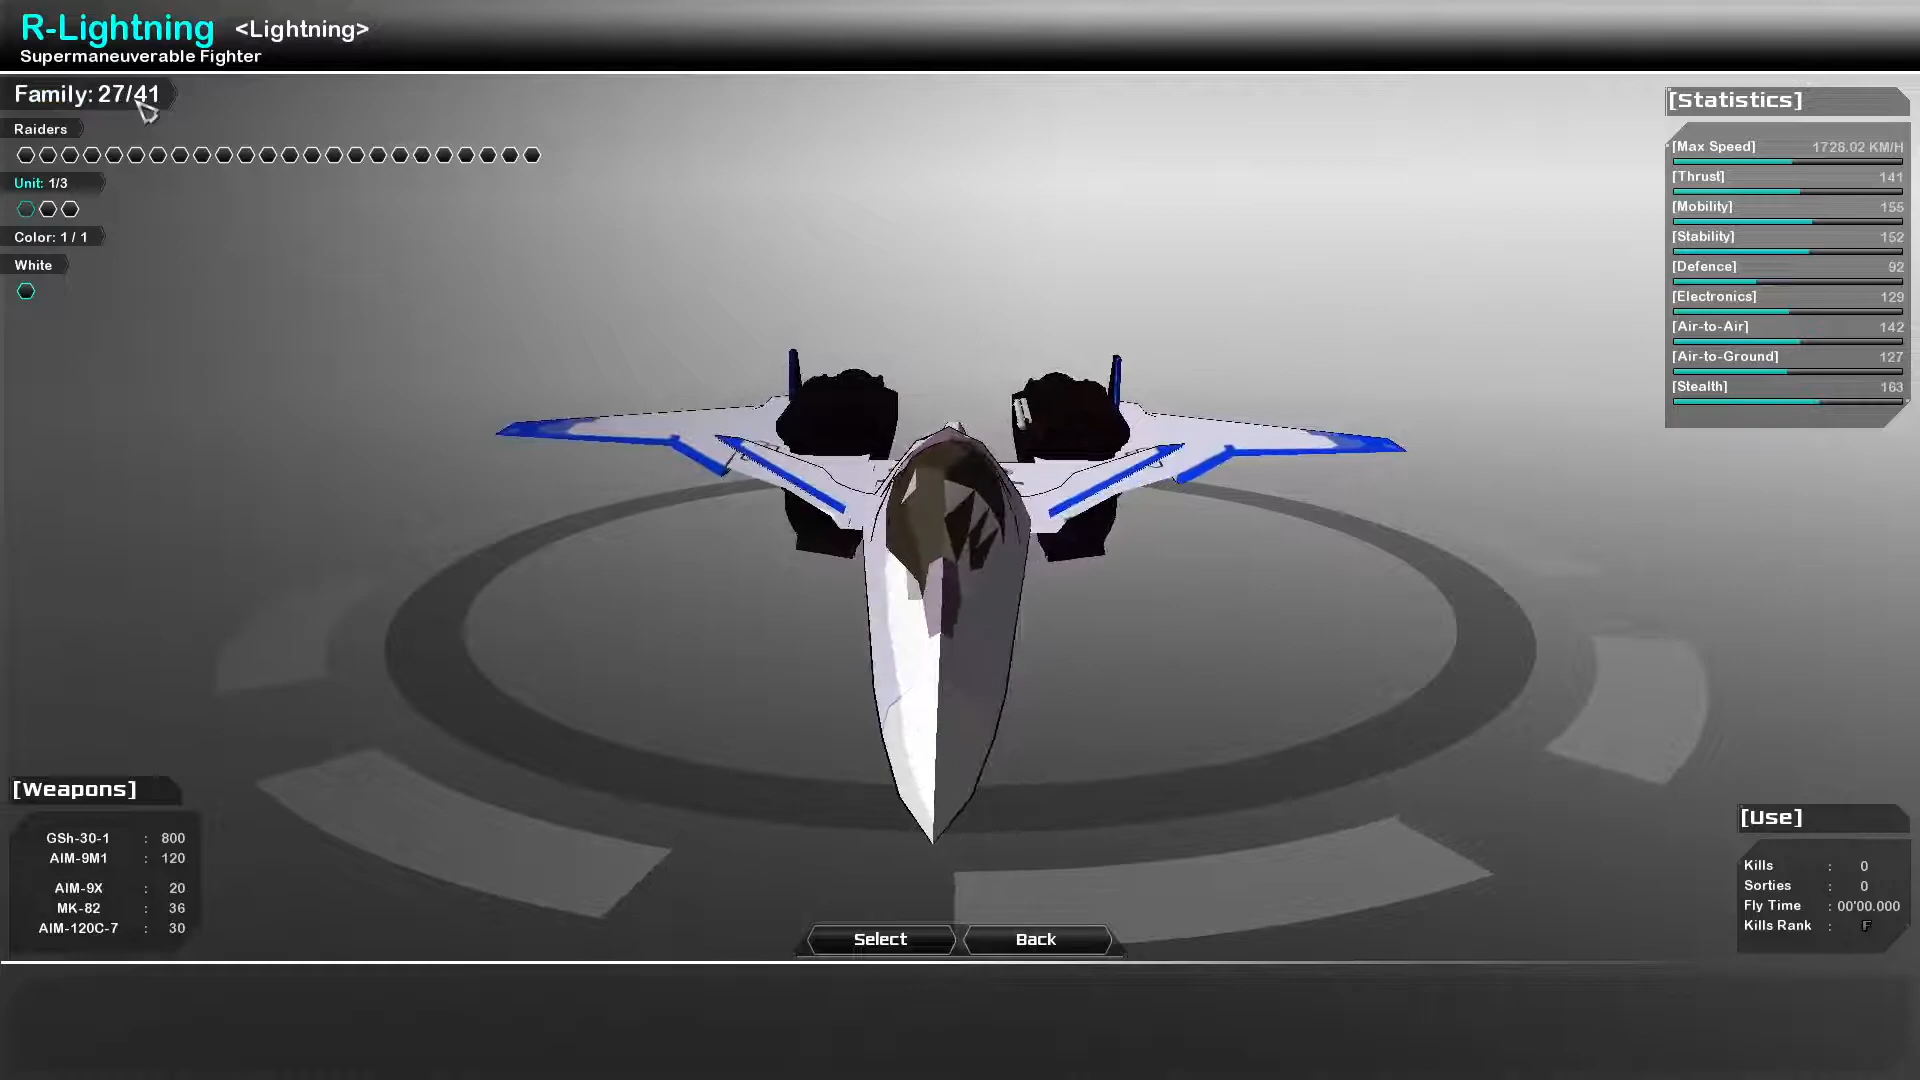 R-Lightning <Lightning>
Supermaneuverable Fighter
Family: 27/41
Raiders
Unit: 1/3
Color: 1 / 1
White
[Statistics]
[Max Speed] 1728.02 KM/H
[Thrust] 141
[Mobility] 155
[Stability] 152
[Defence] 92
[Electronics] 129
[Air-to-Air] 142
[Air-to-Ground] 127
[Stealth] 163
[Weapons]
GSh-30-1 : 800
AIM-9M1 : 120
AIM-9X : 20
MK-82 : 36
AIM-120C-7 : 30
[Use]
Kills : 0
Sorties : 0
Fly Time : 00'00.000
Kills Rank : F
Select Back